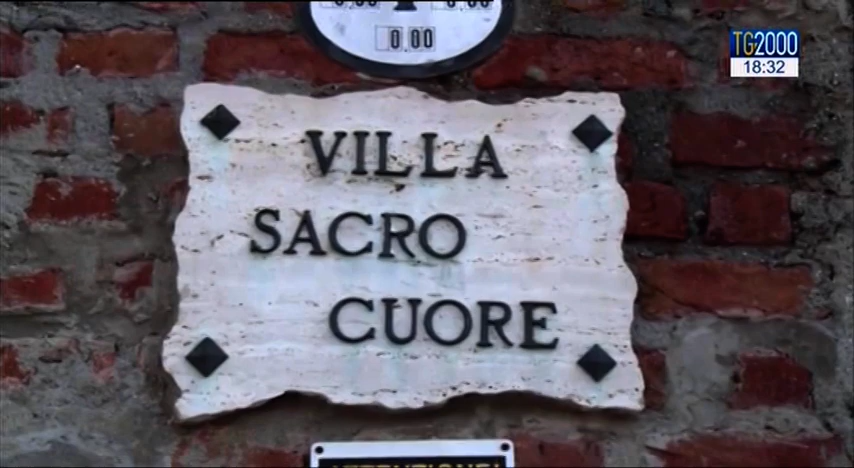 TG2000
18:32
0.00
VILLA
SACRO
CUORE